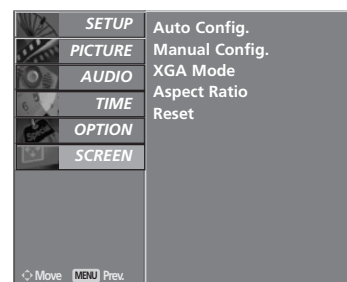 SETUP
PICTURE
AUDIO
TIME
OPTION
SCREEN
Auto Config.
Manual Config.
XGA Mode
Aspect Ratio
Reset
Move MENU Prev.